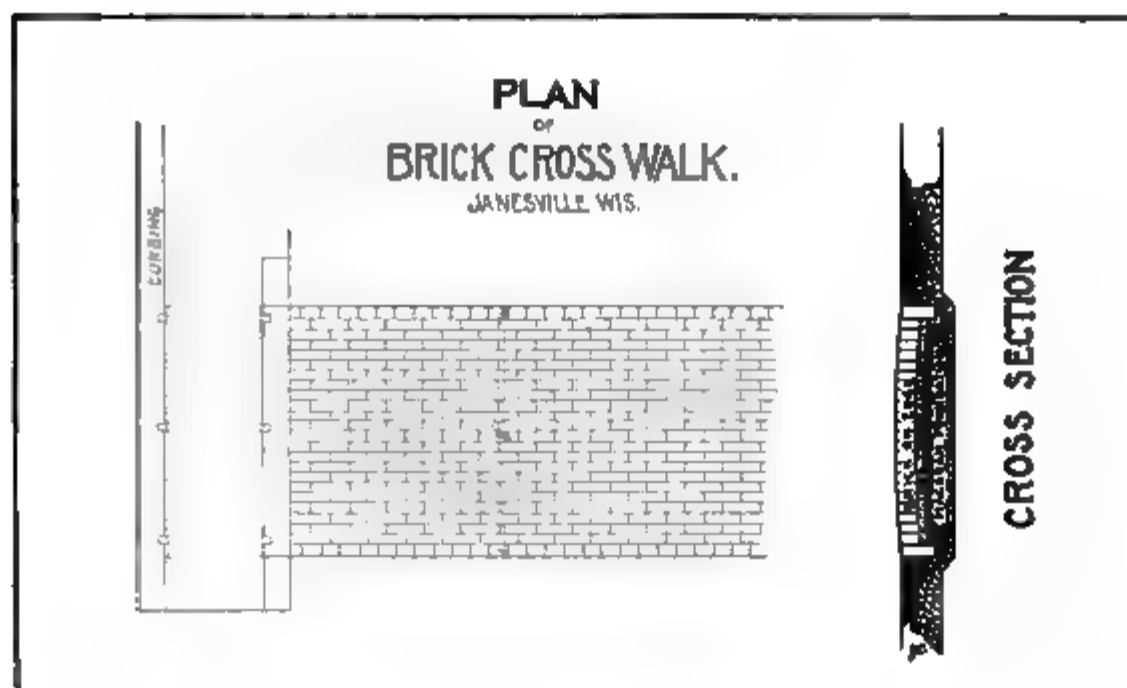 PLAN
OF
BRICK CROSS WALK.
JANESVILLE WIS.
CURBING
CROSS SECTION